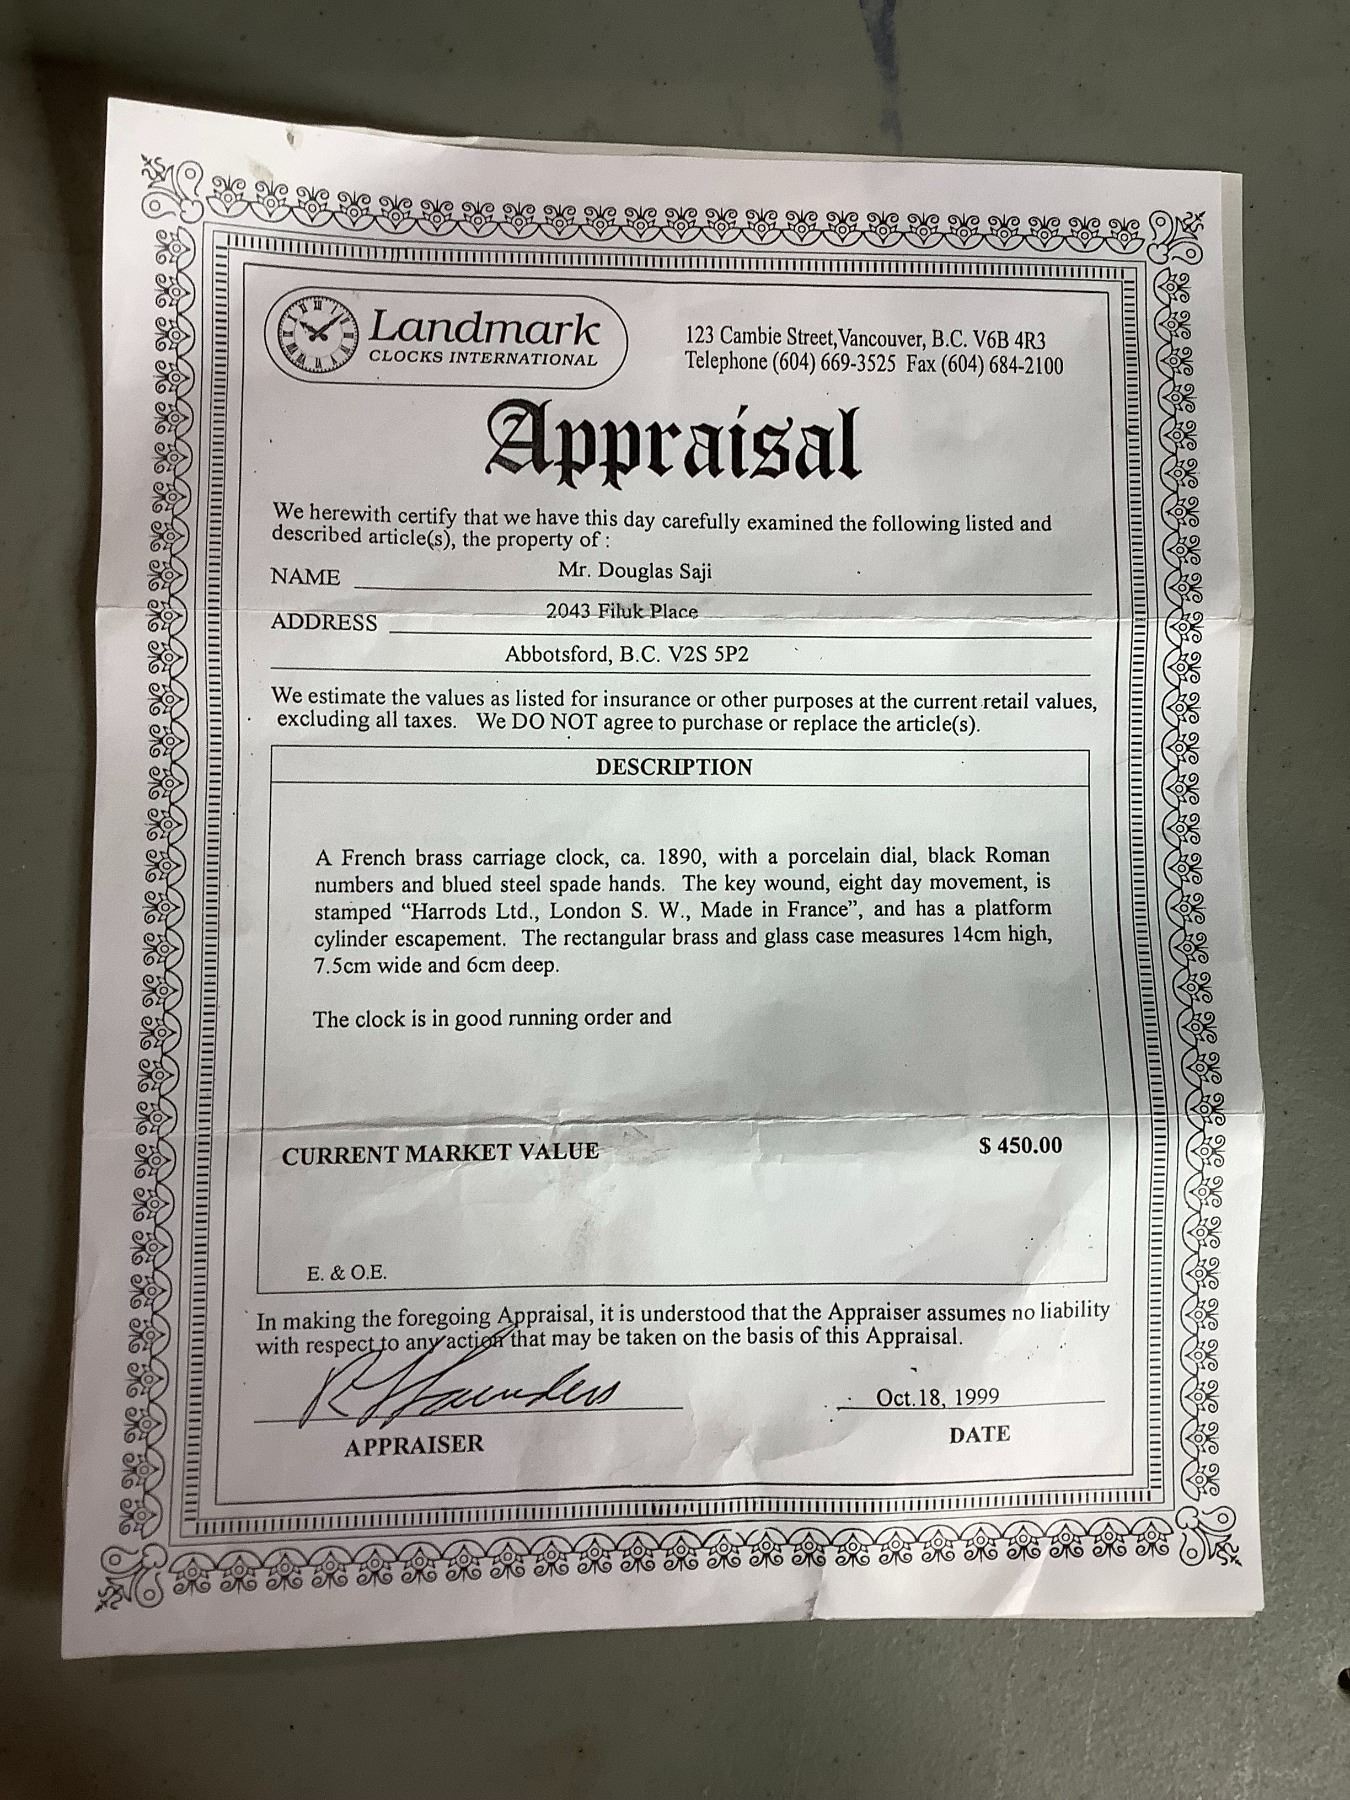 Landmark
CLOCKS INTERNATIONAL
123 Cambie Street, Vancouver, B.C. V6B 4R3
Telephone (604) 669-3525 Fax (604) 684-2100
Appraisal
We herewith certify that we have this day carefully examined the following listed and
described article(s), the property of :
NAME Mr. Douglas Saji
ADDRESS 2043 Filuk Place
Abbotsford, B.C. V2S 5P2
We estimate the values as listed for insurance or other purposes at the current retail values,
excluding all taxes. We DO NOT agree to purchase or replace the article(s).
DESCRIPTION
A French brass carriage clock, ca. 1890, with a porcelain dial, black Roman
numbers and blued steel spade hands. The key wound, eight day movement, is
stamped “Harrods Ltd., London S. W., Made in France”, and has a platform
cylinder escapement. The rectangular brass and glass case measures 14cm high,
7.5cm wide and 6cm deep.
The clock is in good running order and
CURRENT MARKET VALUE $ 450.00
E. & O.E.
In making the foregoing Appraisal, it is understood that the Appraiser assumes no liability
with respect to any action that may be taken on the basis of this Appraisal.
Saunders Oct.18, 1999
APPRAISER DATE